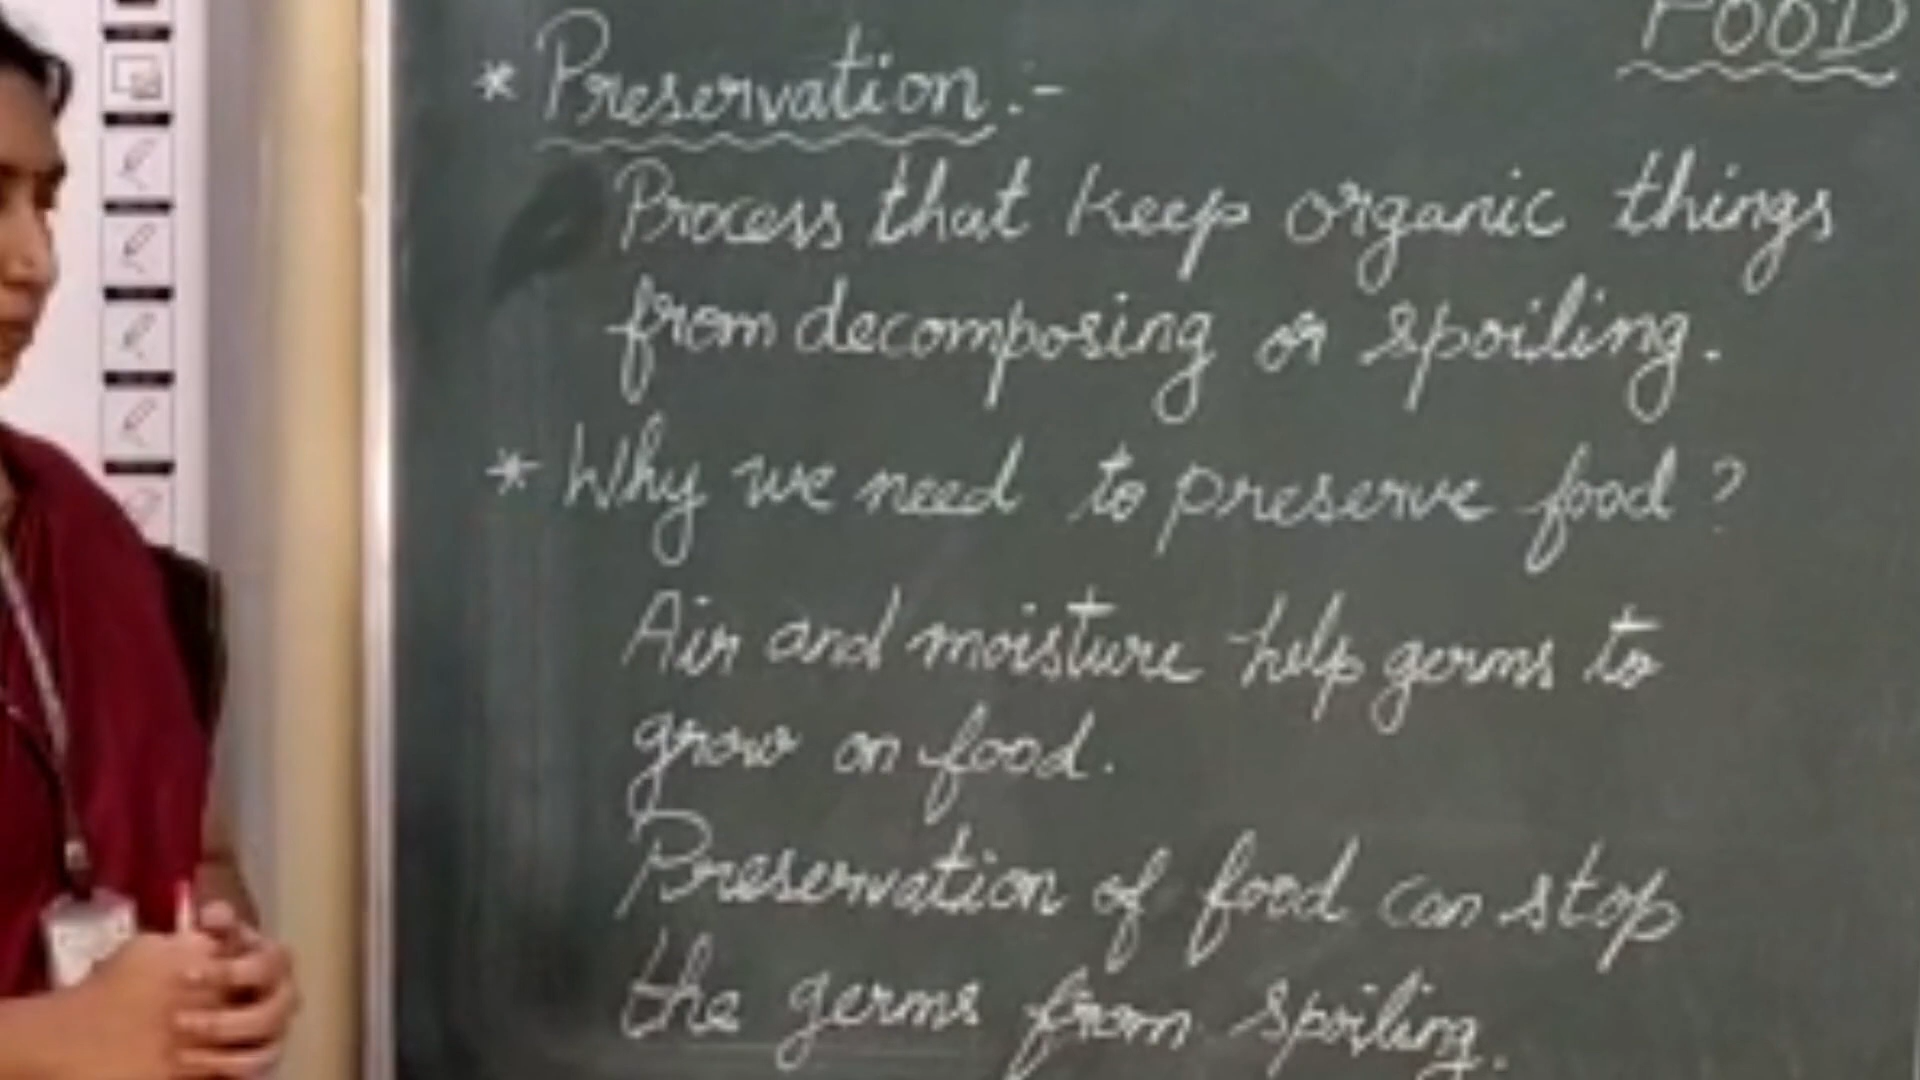 FOOD
* Preservation :-
Process that keep organic things
from decomposing or spoiling.
* Why we need to preserve food?
Air and moisture help germs to
grow on food.
Preservation of food can stop
the germs from spoiling.